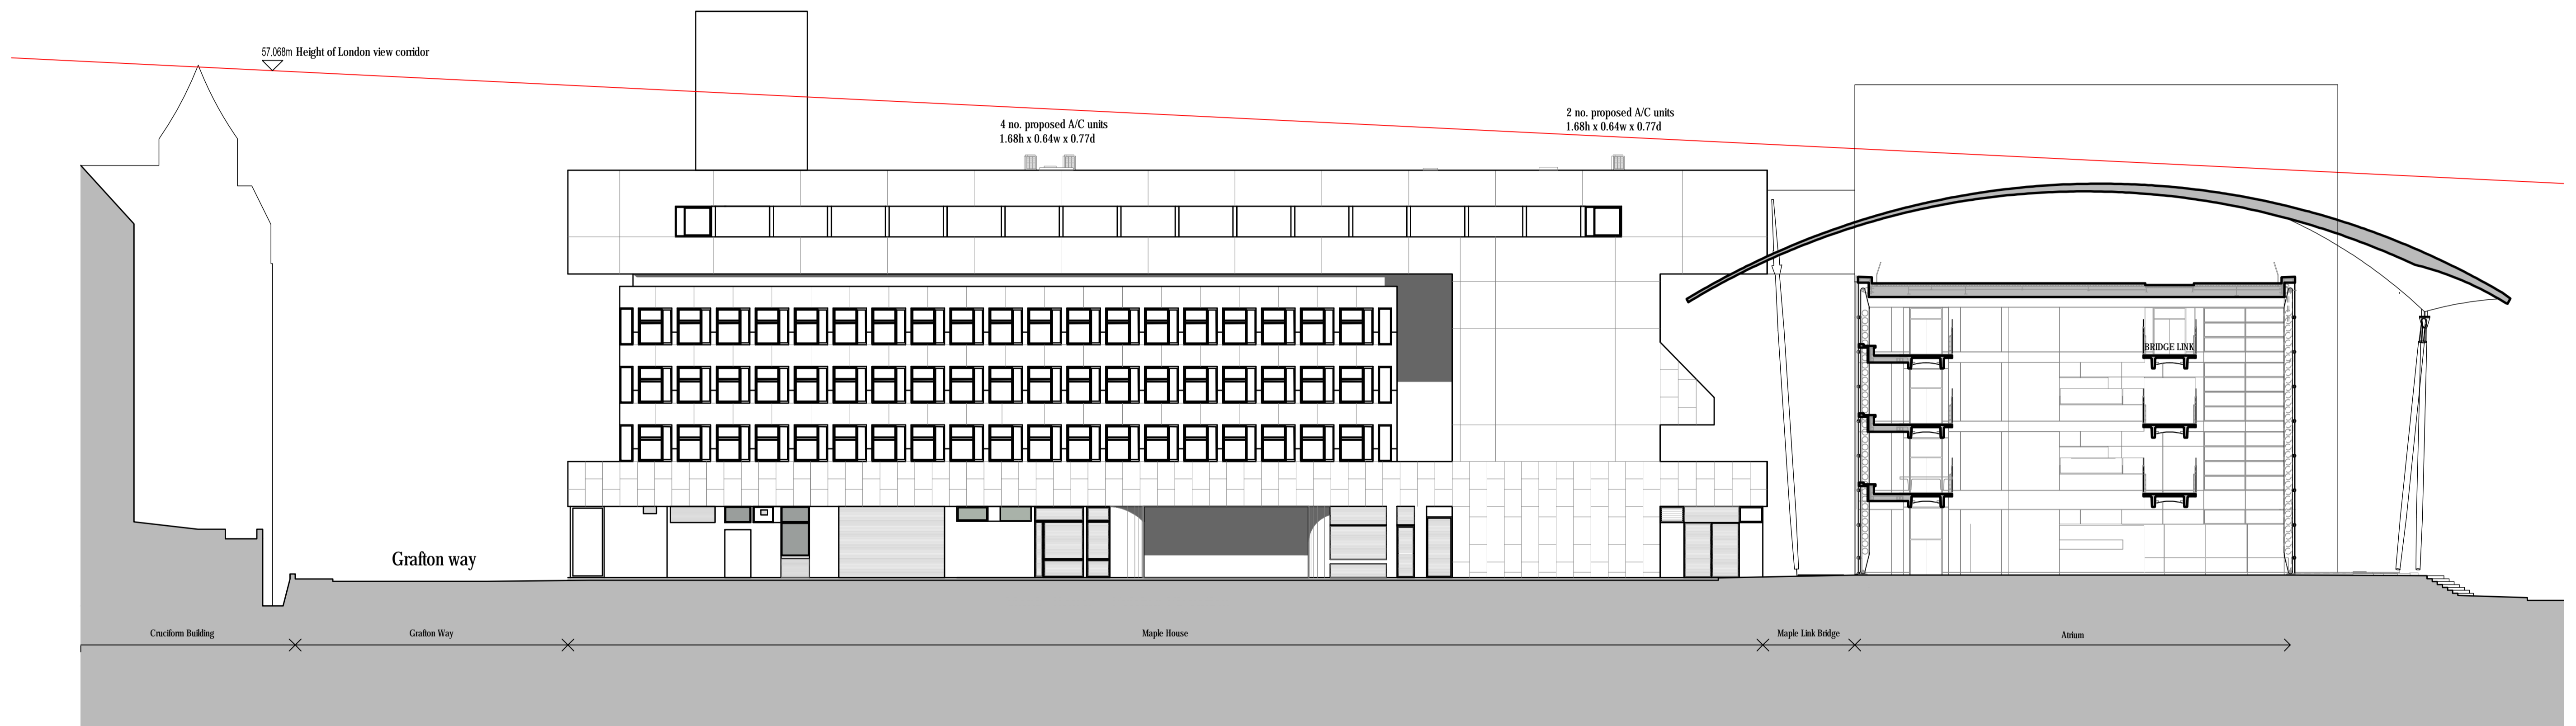 57.068m Height of London view corridor
4 no. proposed A/C units
1.68h x 0.64w x 0.77d
2 no. proposed A/C units
1.68h x 0.64w x 0.77d
BRIDGE LINK
Grafton way
Cruciform Building
Grafton Way
Maple House
Maple Link Bridge
Atrium